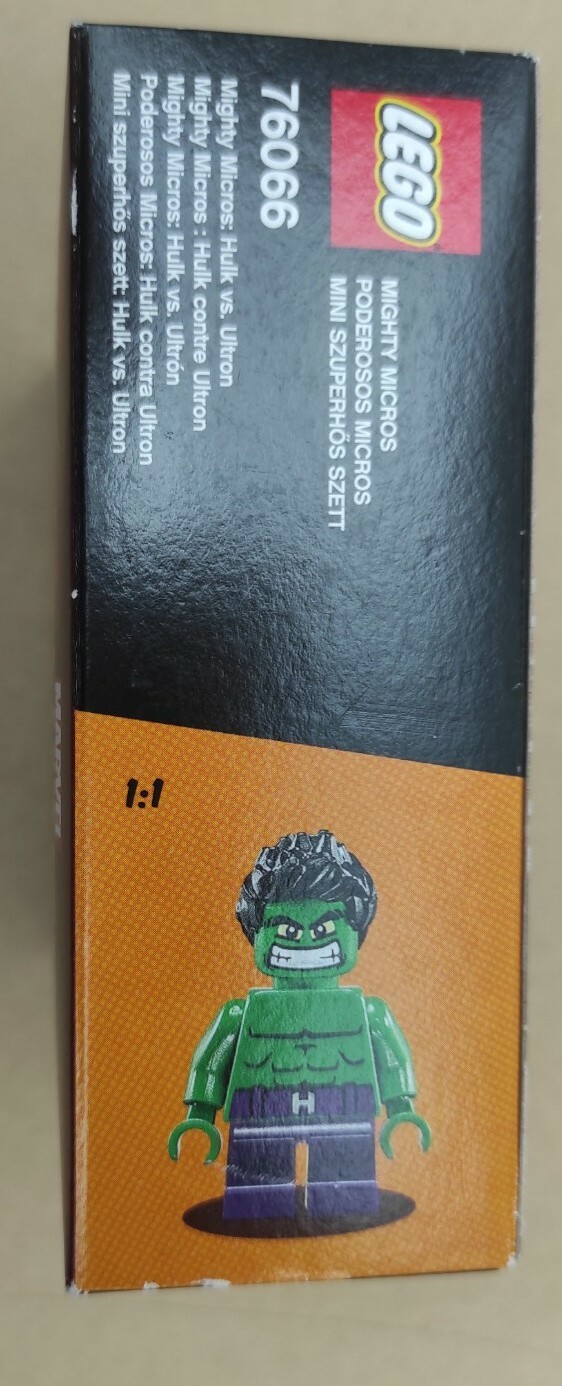 LEGO
MIGHTY MICROS
PODEROSOS MICROS
MINI SZUPERHŐS SZETT
76066
Mighty Micros: Hulk vs. Ultron
Mighty Micros : Hulk contre Ultron
Mighty Micros: Hulk vs. Ultrón
Poderosos Micros: Hulk contra Ultron
Mini szuperhős szett: Hulk vs. Ultron
1:1
H
MARVEL